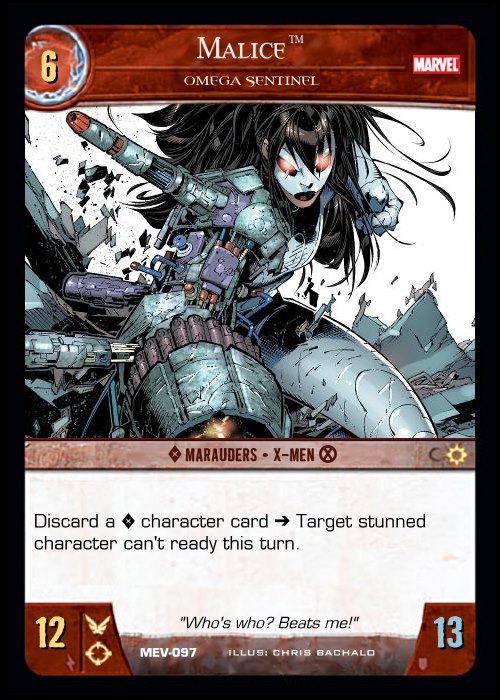 6
MALICE™
OMEGA SENTINEL
MARVEL
MARAUDERS • X-MEN
C
Discard a character card ➔ Target stunned
character can't ready this turn.
"Who's who? Beats me!"
12
13
MEV-097 ILLUS: CHRIS BACHALO